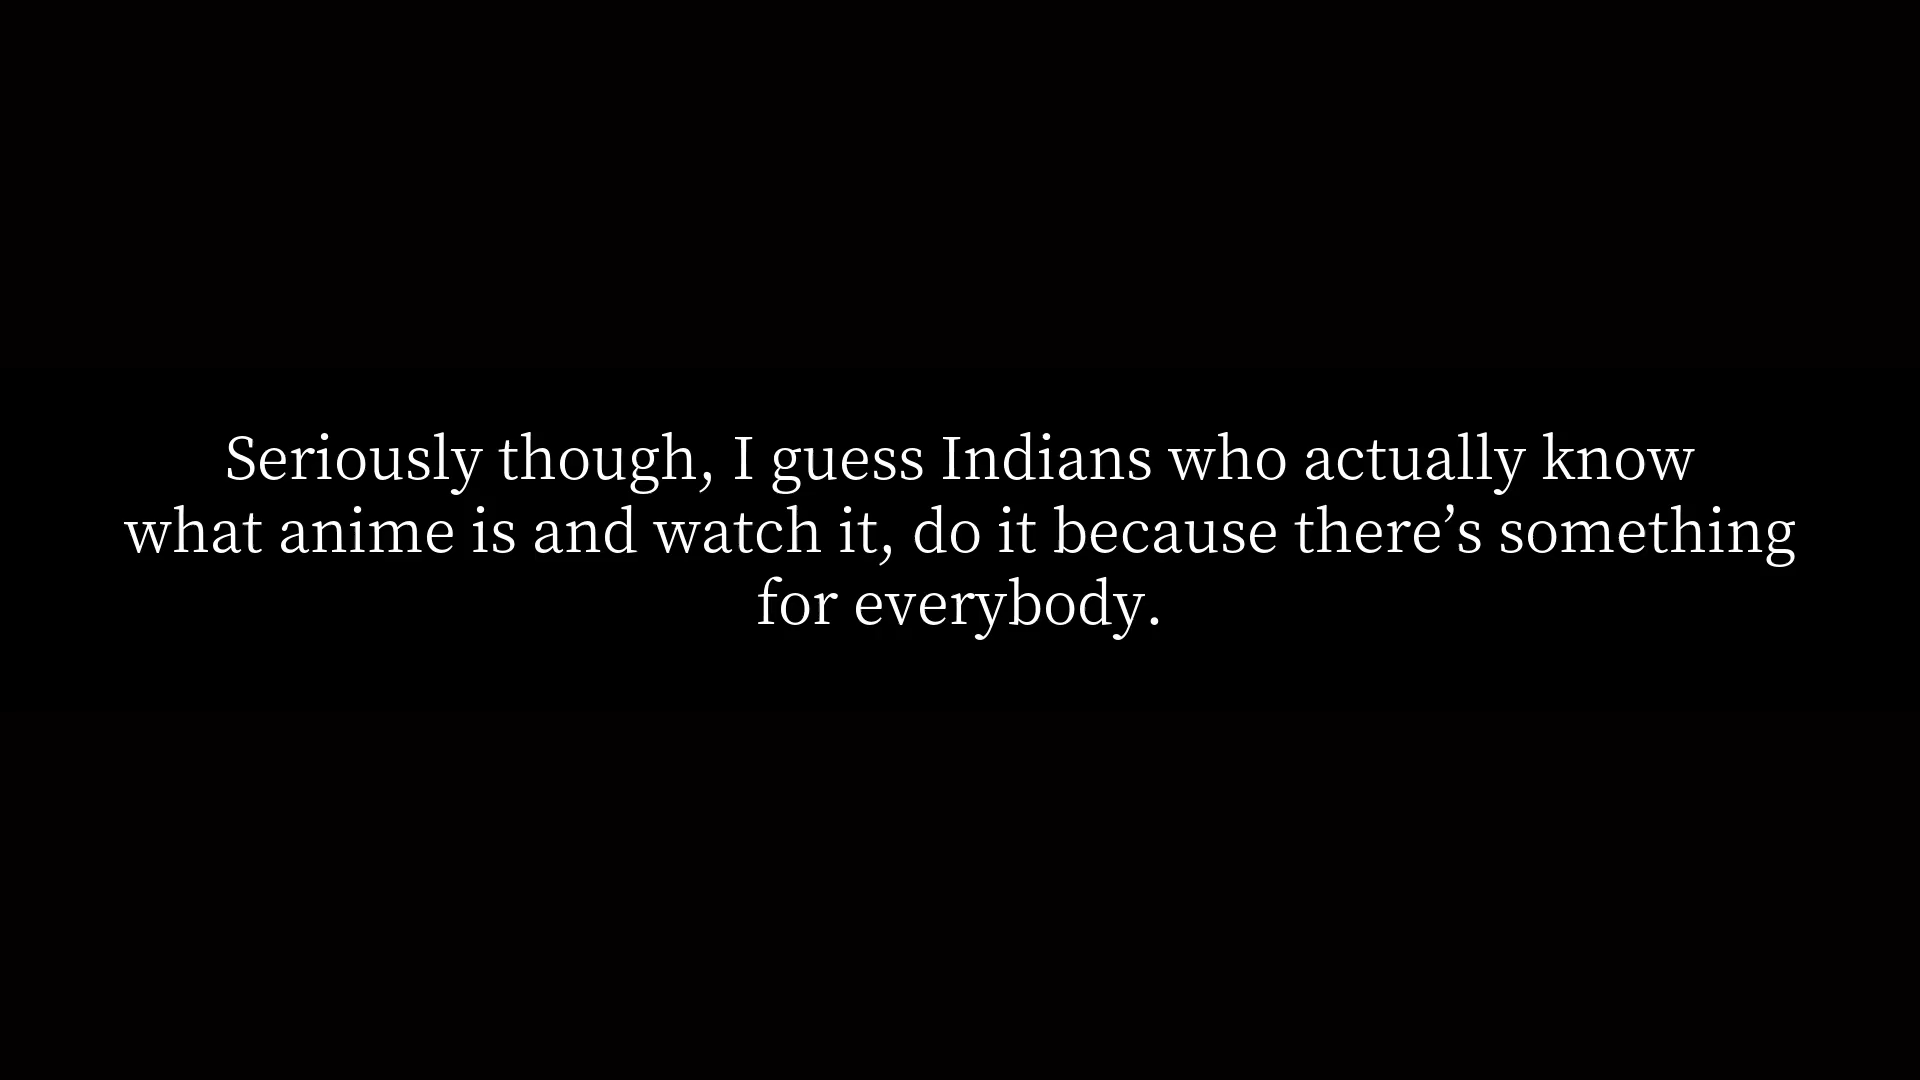 Seriously though, I guess Indians who actually know
what anime is and watch it, do it because there’s something
for everybody.